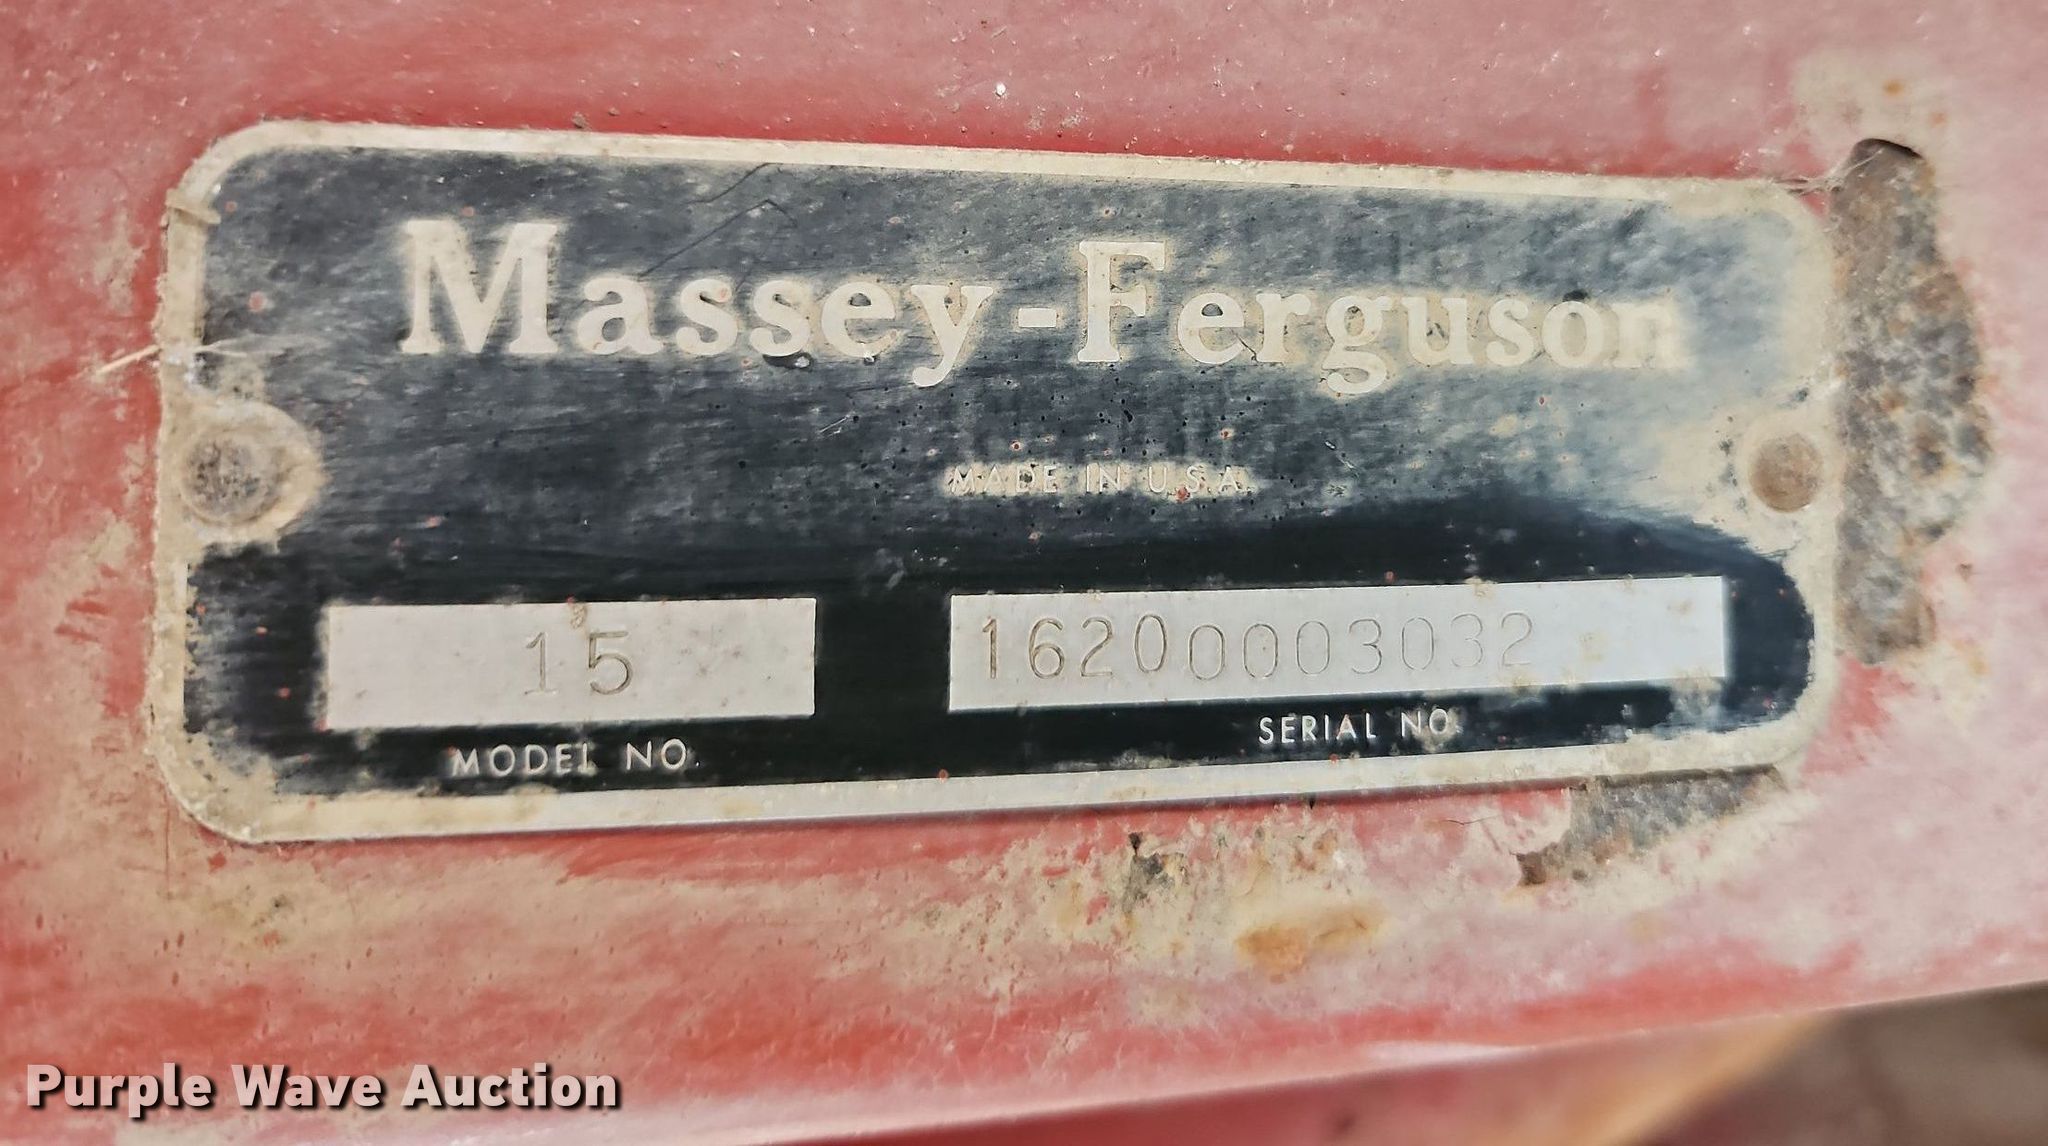 Massey-Ferguson
MADE IN U.S.A.
15
16200003032
MODEL NO.
SERIAL NO.
Purple Wave Auction